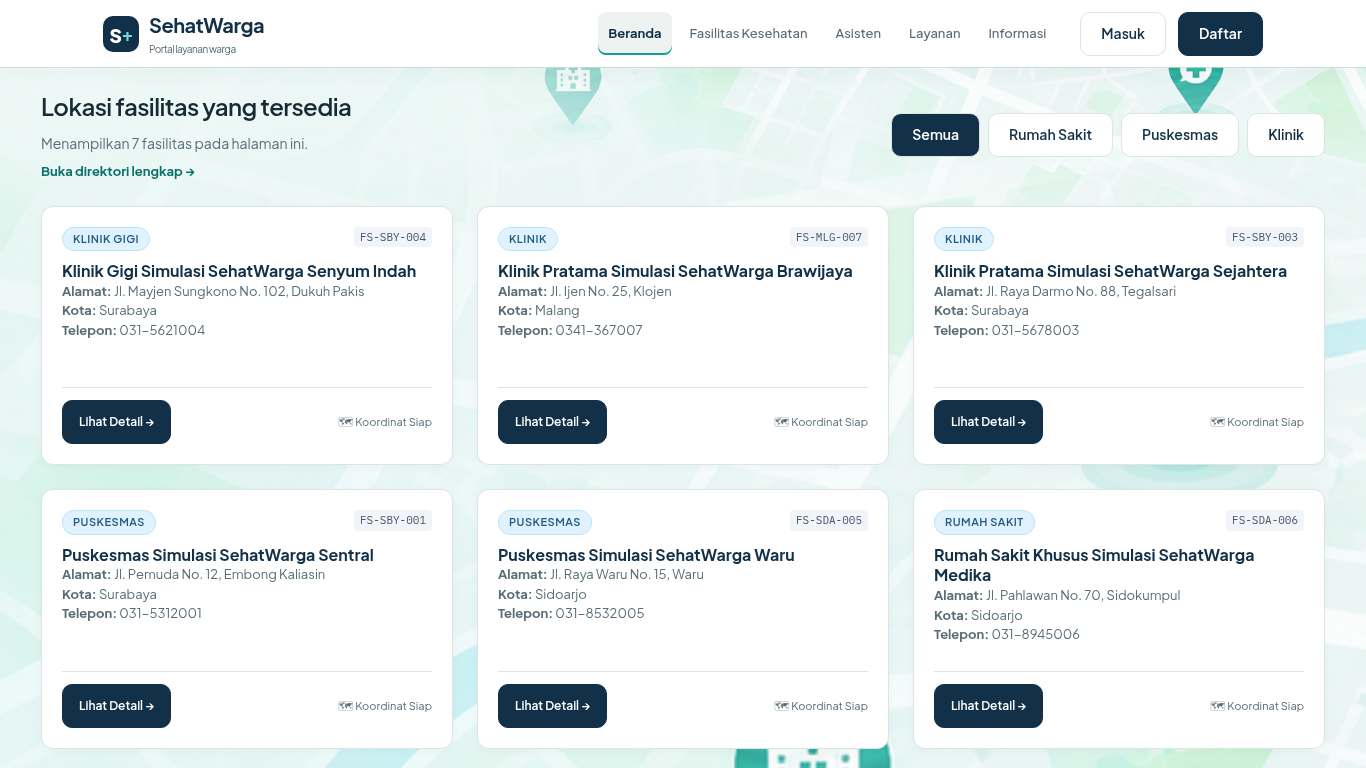 S+
SehatWarga
Portal layanan warga
Beranda
Fasilitas Kesehatan
Asisten
Layanan
Informasi
Masuk
Daftar
Lokasi fasilitas yang tersedia
Menampilkan 7 fasilitas pada halaman ini.
Buka direktori lengkap →
Semua
Rumah Sakit
Puskesmas
Klinik
KLINIK GIGI
FS-SBY-004
Klinik Gigi Simulasi SehatWarga Senyum Indah
Alamat: Jl. Mayjen Sungkono No. 102, Dukuh Pakis
Kota: Surabaya
Telepon: 031-5621004
Lihat Detail →
Koordinat Siap
KLINIK
FS-MLG-007
Klinik Pratama Simulasi SehatWarga Brawijaya
Alamat: Jl. Ijen No. 25, Klojen
Kota: Malang
Telepon: 0341-367007
Lihat Detail →
Koordinat Siap
KLINIK
FS-SBY-003
Klinik Pratama Simulasi SehatWarga Sejahtera
Alamat: Jl. Raya Darmo No. 88, Tegalsari
Kota: Surabaya
Telepon: 031-5678003
Lihat Detail →
Koordinat Siap
PUSKESMAS
FS-SBY-001
Puskesmas Simulasi SehatWarga Sentral
Alamat: Jl. Pemuda No. 12, Embong Kaliasin
Kota: Surabaya
Telepon: 031-5312001
Lihat Detail →
Koordinat Siap
PUSKESMAS
FS-SDA-005
Puskesmas Simulasi SehatWarga Waru
Alamat: Jl. Raya Waru No. 15, Waru
Kota: Sidoarjo
Telepon: 031-8532005
Lihat Detail →
Koordinat Siap
RUMAH SAKIT
FS-SDA-006
Rumah Sakit Khusus Simulasi SehatWarga
Medika
Alamat: Jl. Pahlawan No. 70, Sidokumpul
Kota: Sidoarjo
Telepon: 031-8945006
Lihat Detail →
Koordinat Siap